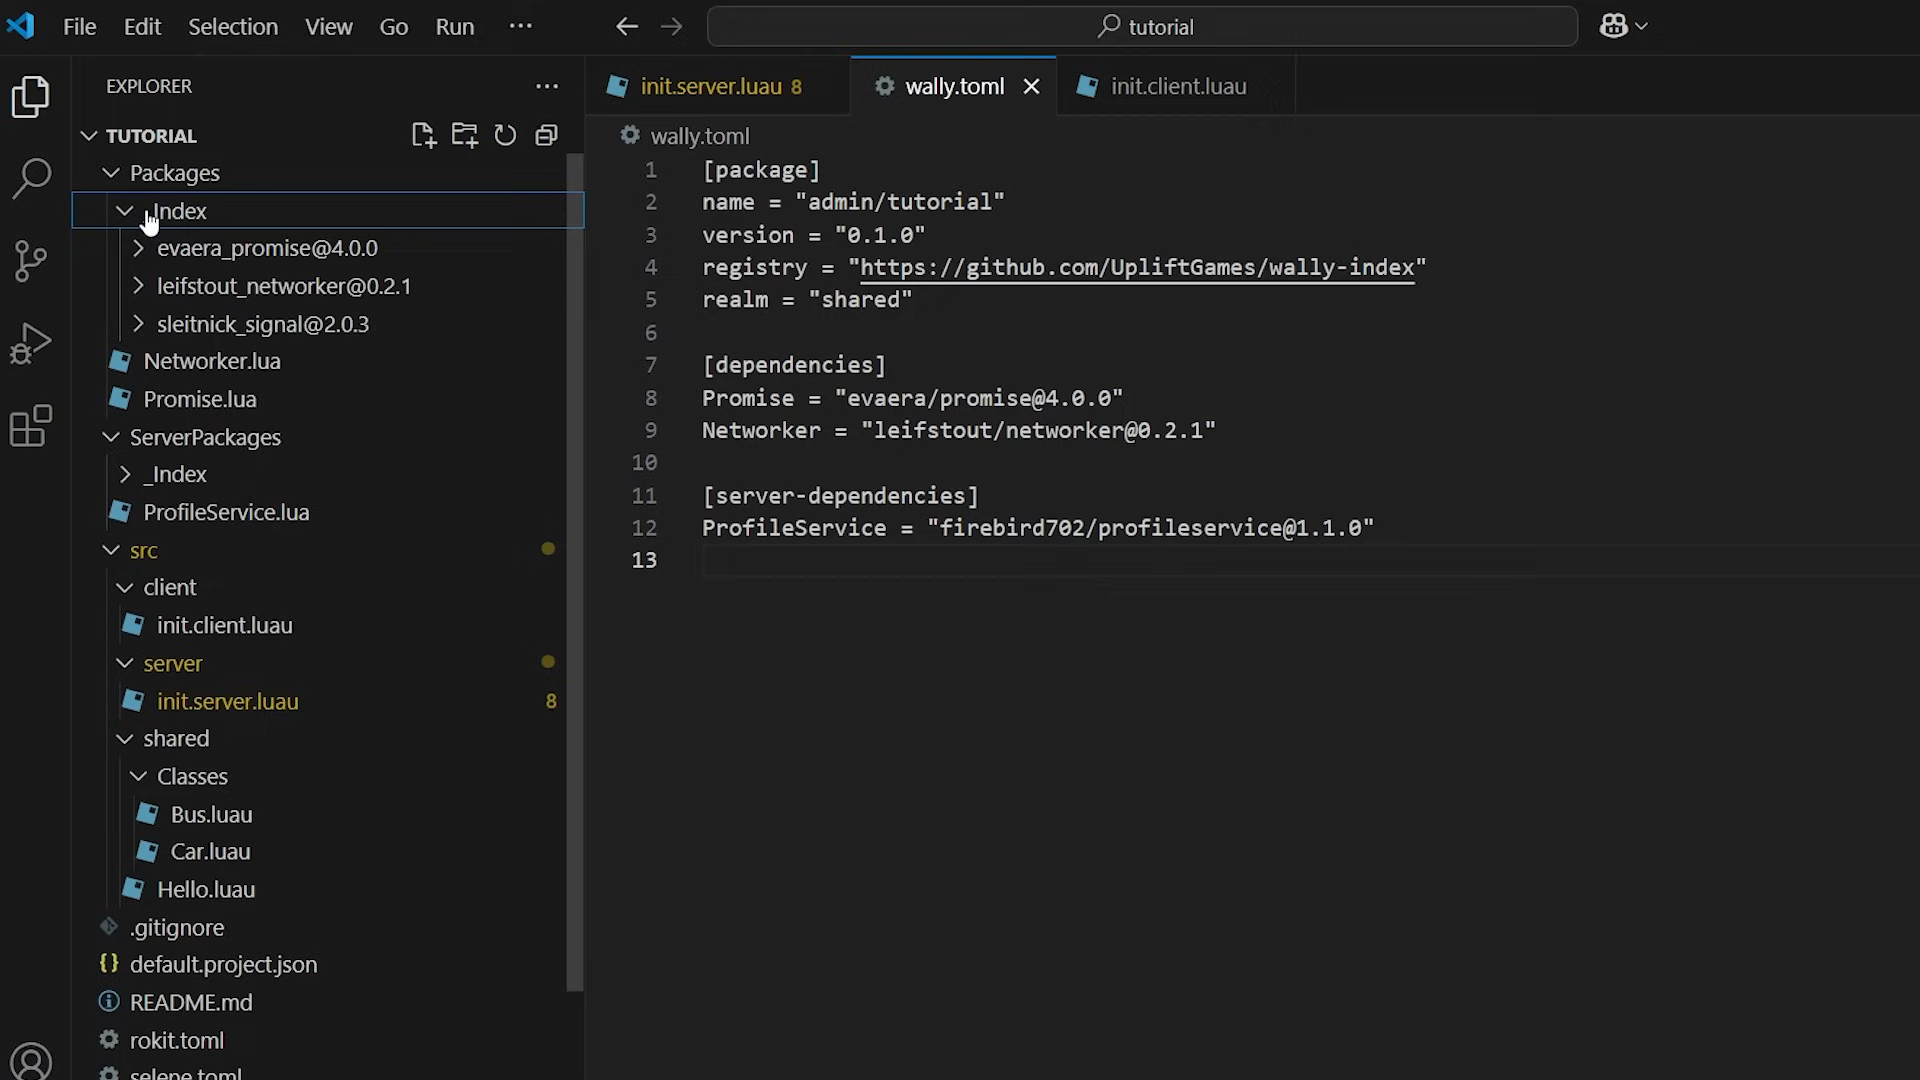 File Edit Selection View Go Run ···
tutorial
EXPLORER
TUTORIAL
Packages
_Index
evaera_promise@4.0.0
leifstout_networker@0.2.1
sleitnick_signal@2.0.3
Networker.lua
Promise.lua
ServerPackages
_Index
ProfileService.lua
src
client
init.client.luau
server
init.server.luau 8
shared
Classes
Bus.luau
Car.luau
Hello.luau
.gitignore
default.project.json
README.md
rokit.toml
selene.toml
init.server.luau 8
wally.toml
init.client.luau
wally.toml
1 [package]
2 name = "admin/tutorial"
3 version = "0.1.0"
4 registry = "https://github.com/UpliftGames/wally-index"
5 realm = "shared"
6
7 [dependencies]
8 Promise = "evaera/promise@4.0.0"
9 Networker = "leifstout/networker@0.2.1"
10
11 [server-dependencies]
12 ProfileService = "firebird702/profileservice@1.1.0"
13